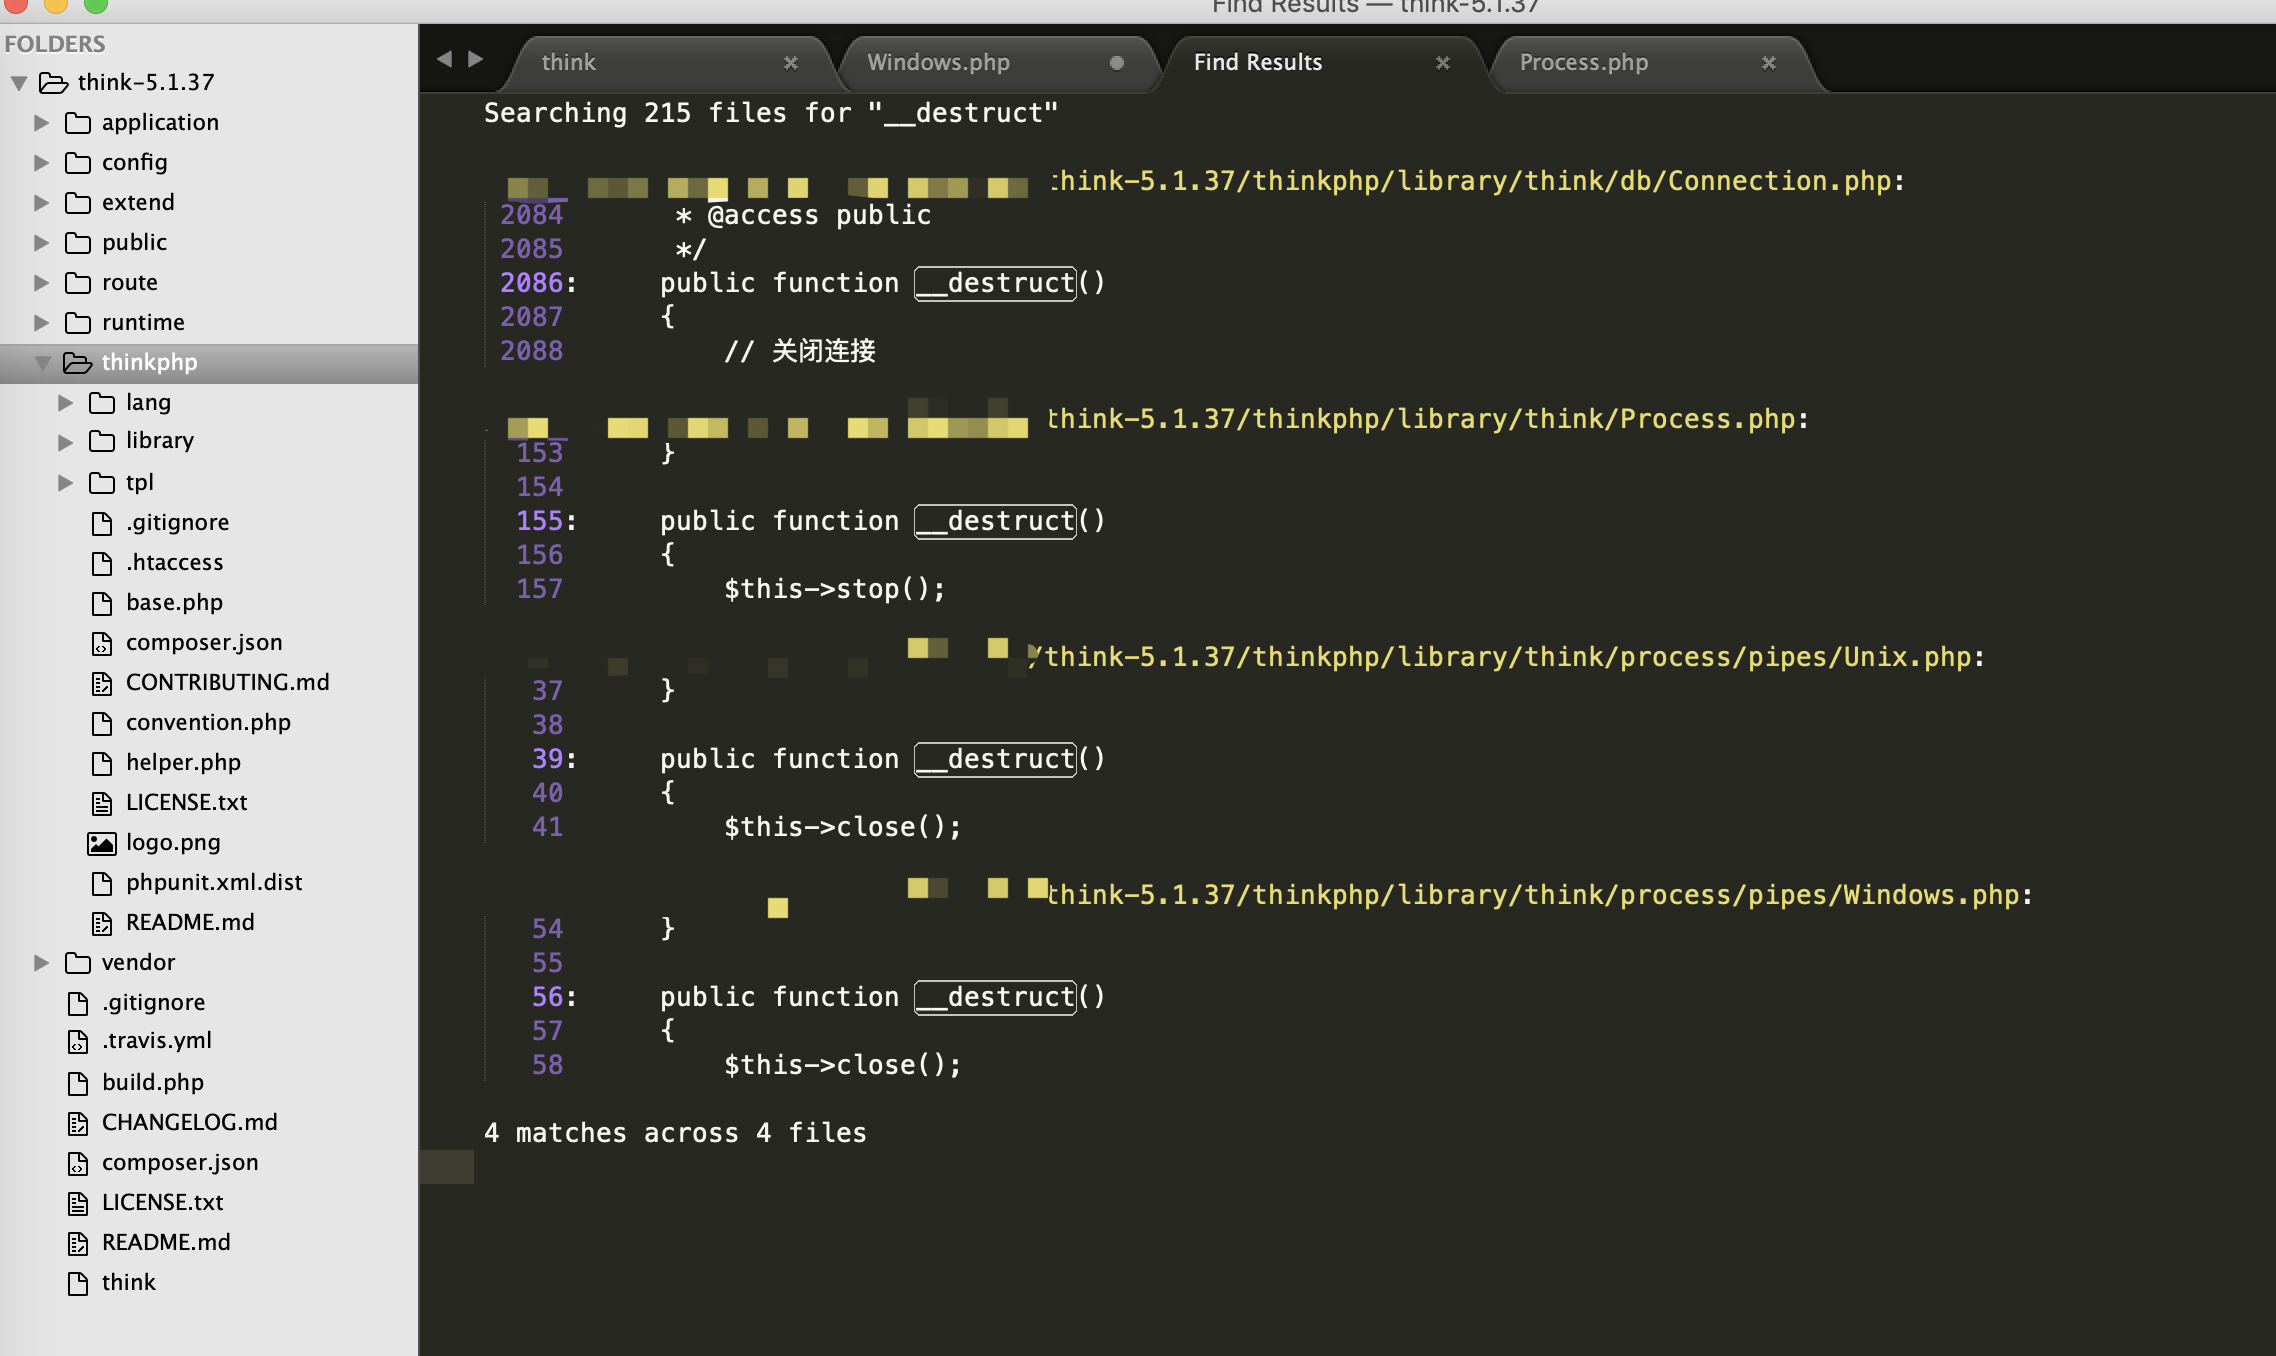 Find Results — think-5.1.37
FOLDERS
think-5.1.37
application
config
extend
public
route
runtime
thinkphp
lang
library
tpl
.gitignore
.htaccess
base.php
composer.json
CONTRIBUTING.md
convention.php
helper.php
LICENSE.txt
logo.png
phpunit.xml.dist
README.md
vendor
.gitignore
.travis.yml
build.php
CHANGELOG.md
composer.json
LICENSE.txt
README.md
think
think
Windows.php
Find Results
Process.php
Searching 215 files for "__destruct"
think-5.1.37/thinkphp/library/think/db/Connection.php:
2084 * @access public
2085 */
2086: public function __destruct()
2087 {
2088 // 关闭连接
think-5.1.37/thinkphp/library/think/Process.php:
153 }
154
155: public function __destruct()
156 {
157 $this->stop();
/think-5.1.37/thinkphp/library/think/process/pipes/Unix.php:
37 }
38
39: public function __destruct()
40 {
41 $this->close();
think-5.1.37/thinkphp/library/think/process/pipes/Windows.php:
54 }
55
56: public function __destruct()
57 {
58 $this->close();
4 matches across 4 files